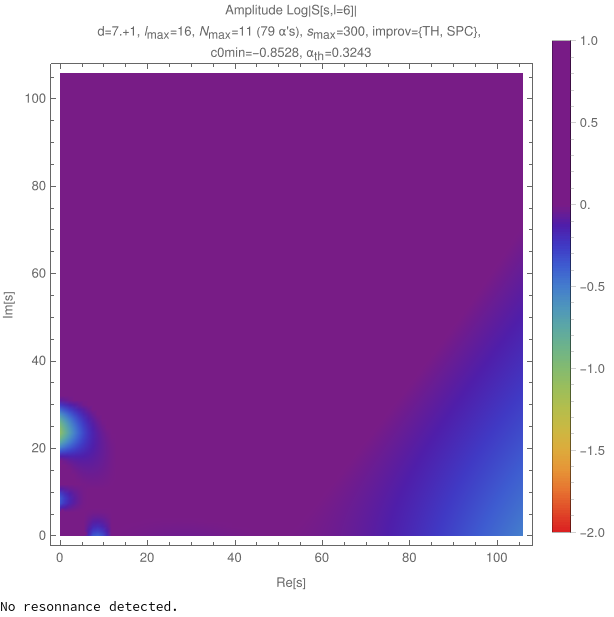 Amplitude Log|S[s,l=6]|
d=7.+1, lmax=16, Nmax=11 (79 α's), smax=300, improv={TH, SPC},
c0min=−0.8528, αth=0.3243
1.0
0.5
0.
−0.5
−1.0
−1.5
−2.0
100
80
60
40
20
0
Im[s]
0 20 40 60 80 100
Re[s]
No resonnance detected.